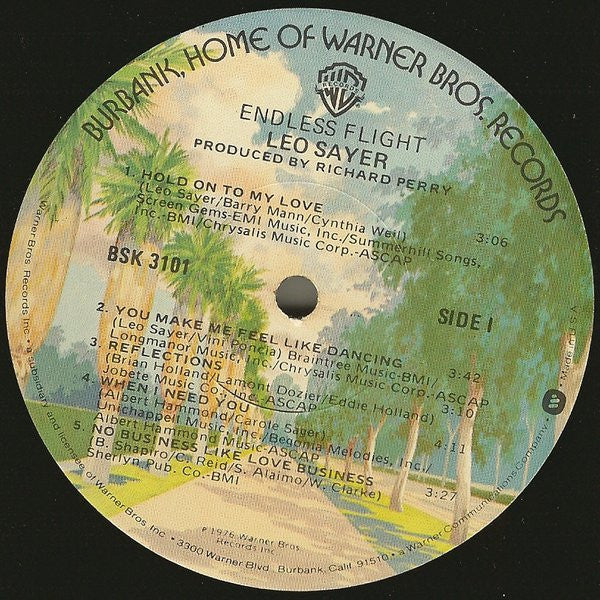 BURBANK, HOME OF WARNER BROS. RECORDS
RECORDS
ENDLESS FLIGHT
LEO SAYER
PRODUCED BY RICHARD PERRY
1. HOLD ON TO MY LOVE
(Leo Sayer/Barry Mann/Cynthia Weil)
Screen Gems-EMI Music, Inc./Summerhill Songs,
Inc.-BMI/Chrysalis Music Corp.-ASCAP 3:06
BSK 3101
SIDE 1
2. YOU MAKE ME FEEL LIKE DANCING
(Leo Sayer/Vini Poncia) Braintree Music-BMI/
Longmanor Music, Inc./Chrysalis Music Corp.-ASCAP 3:42
3. REFLECTIONS
(Brian Holland/Lamont Dozier/Eddie Holland)
Jobete Music Co., Inc.-ASCAP 3:10
4. WHEN I NEED YOU
(Albert Hammond/Carole Sager)
Unichappell Music Inc./Begonia Melodies, Inc./
Albert Hammond Music-ASCAP 4:11
5. NO BUSINESS LIKE LOVE BUSINESS
(B. Shapiro/C. Reid/S. Alaimo/W. Clarke)
Sherlyn Pub. Co.-BMI 3:27
℗ 1976 Warner Bros.
Records Inc.
Warner Bros. Records Inc. • a subsidiary and licensee of Warner Bros. Inc. • 3300 Warner Blvd., Burbank, Calif. 91510 • a Warner Communications Company • Made in U.S.A.